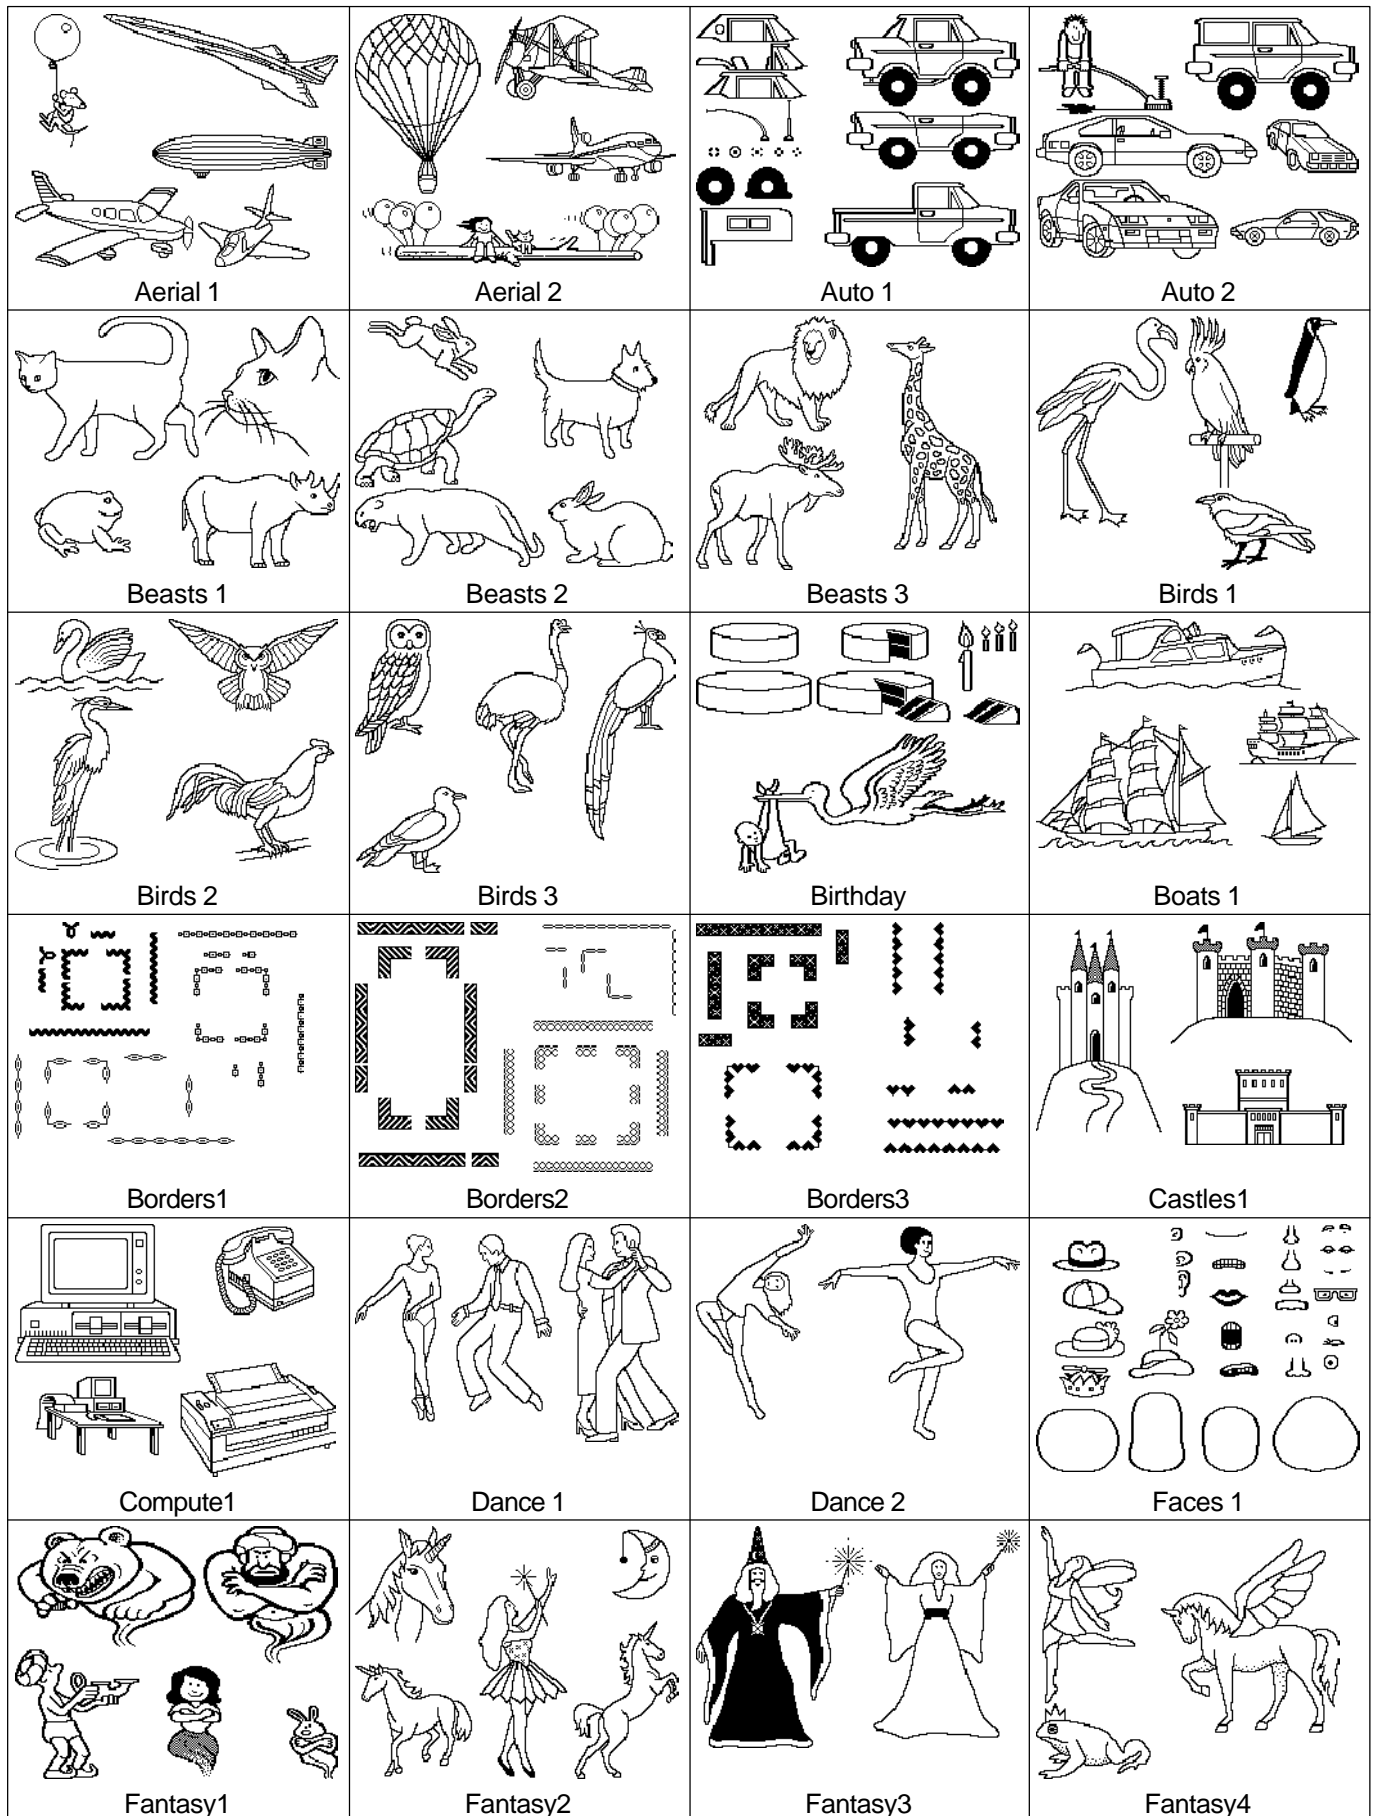 Aerial 1
Aerial 2
Auto 1
Auto 2
Beasts 1
Beasts 2
Beasts 3
Birds 1
Birds 2
Birds 3
Birthday
Boats 1
Borders1
Borders2
Borders3
Castles1
Compute1
Dance 1
Dance 2
Faces 1
Fantasy1
Fantasy2
Fantasy3
Fantasy4